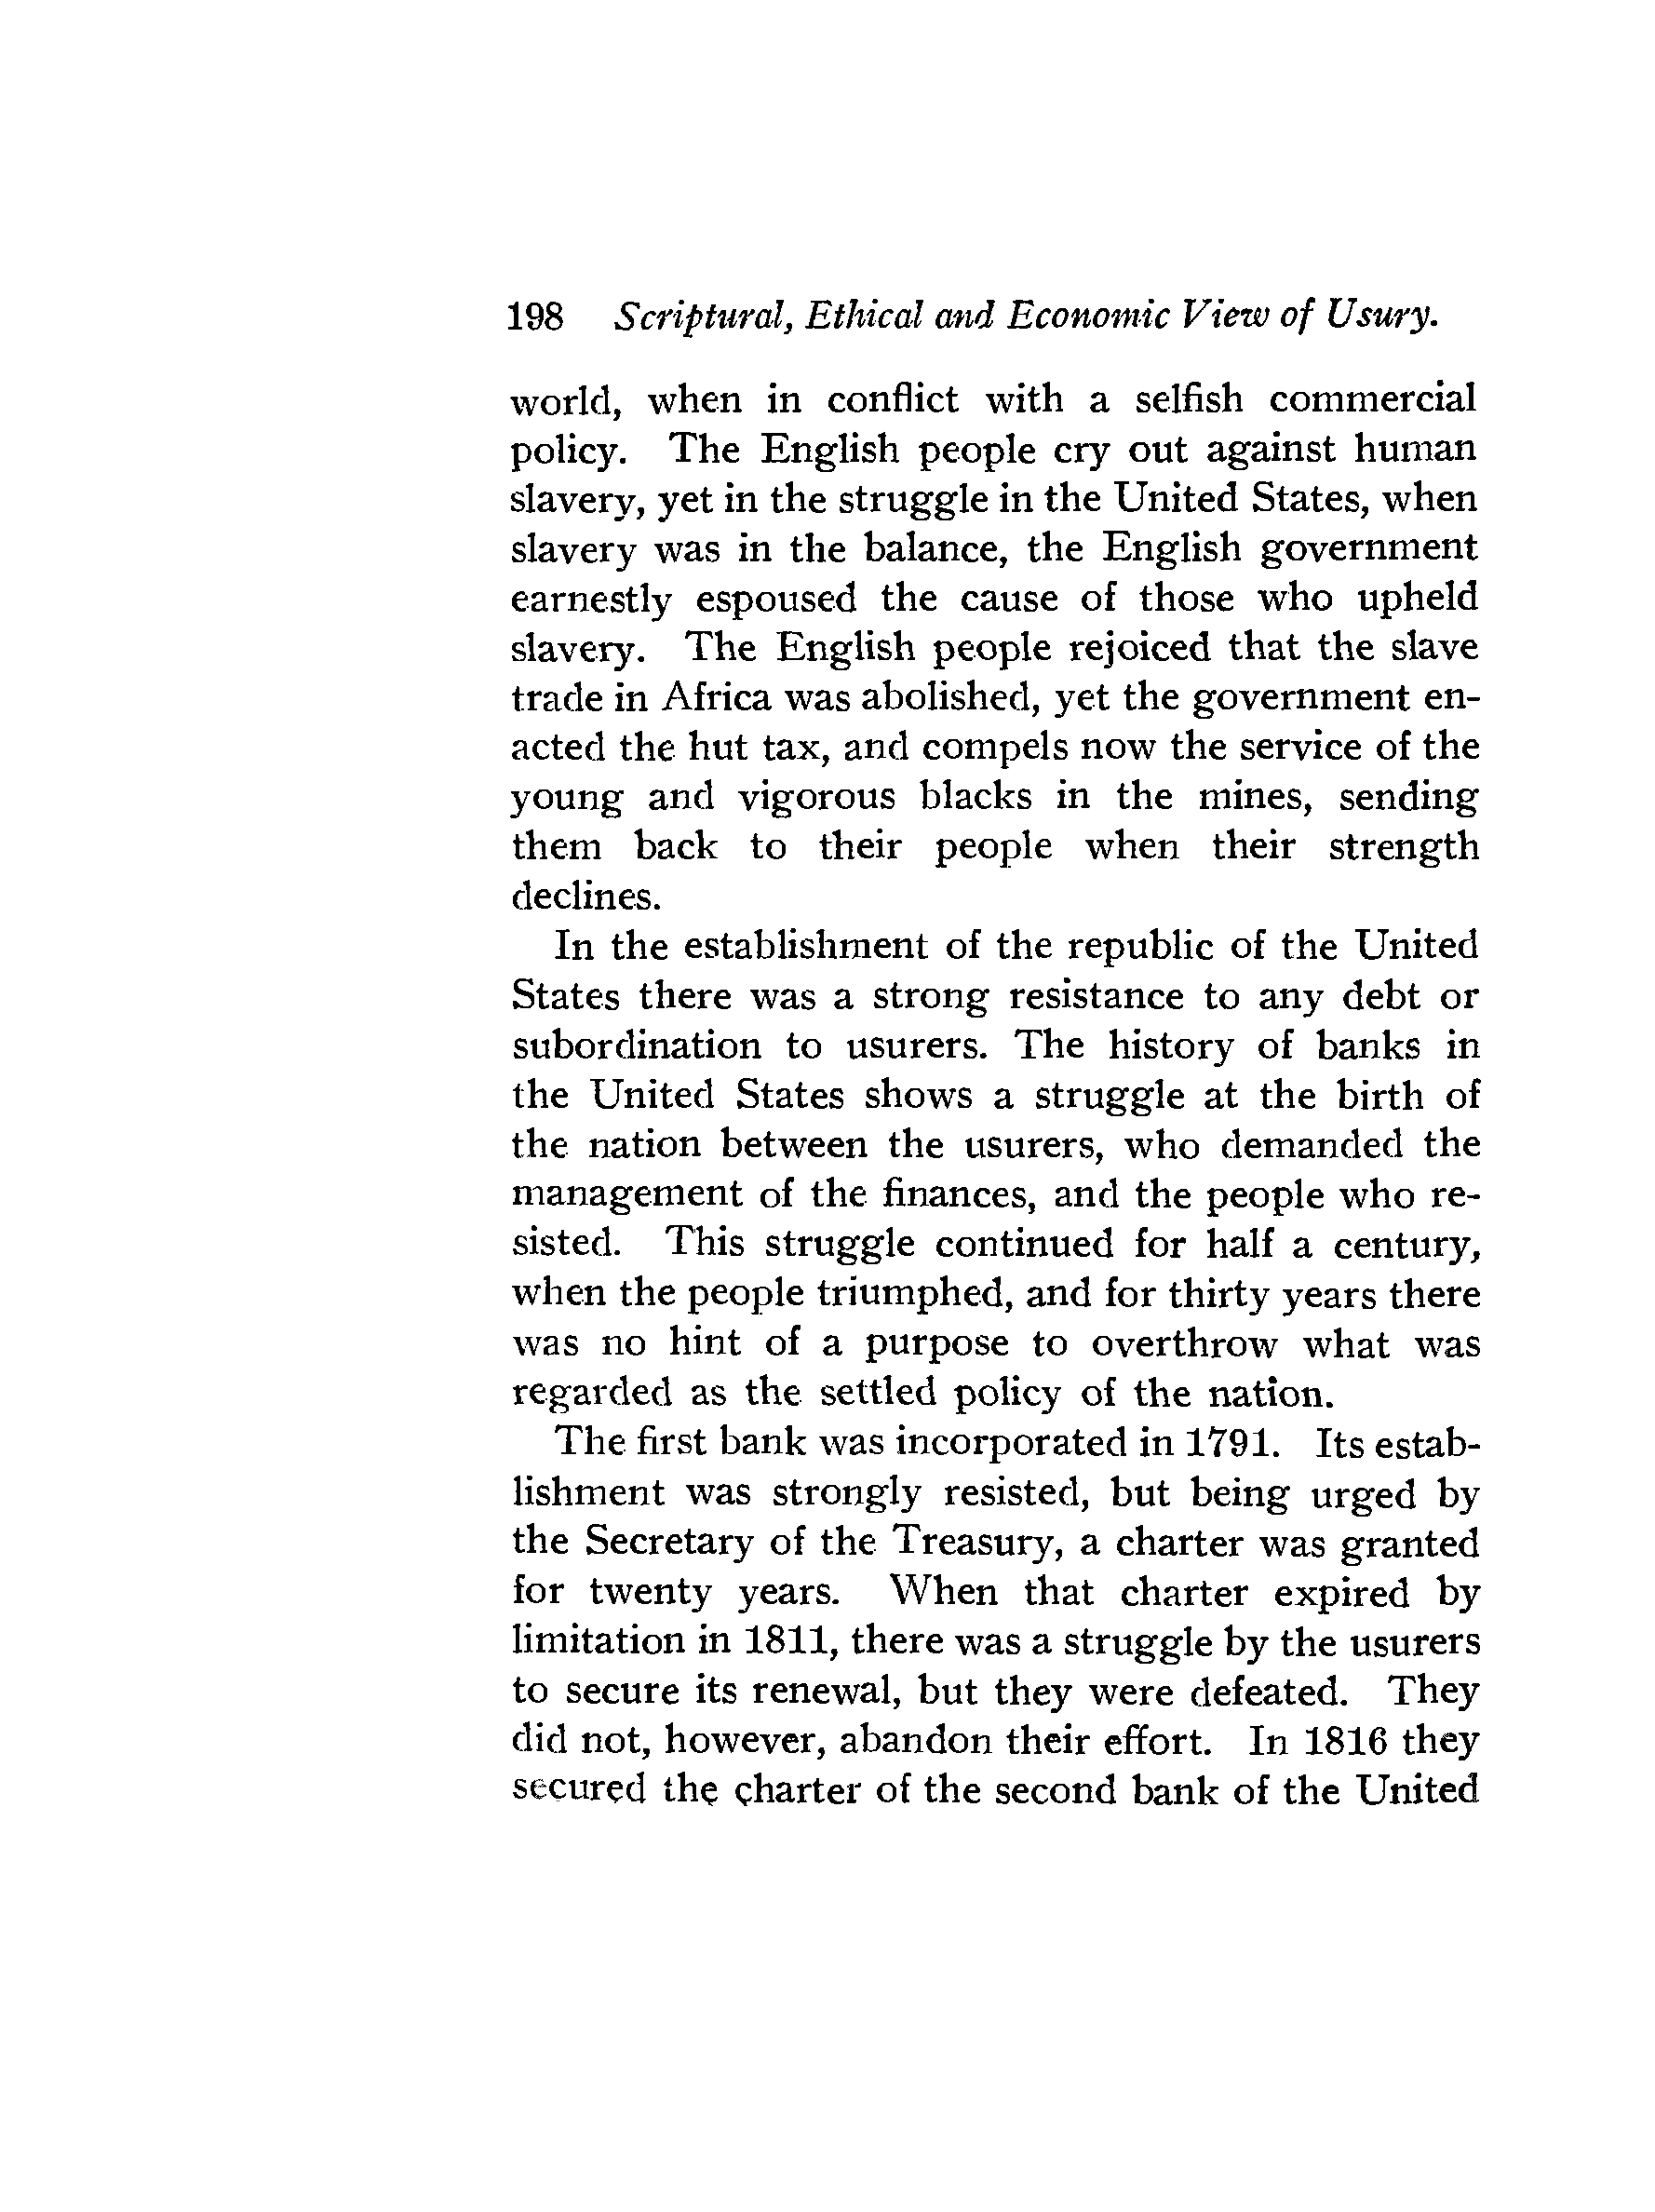 198 Scriptural, Ethical and Economic View of Usury.
world, when in conflict with a selfish commercial
policy. The English people cry out against human
slavery, yet in the struggle in the United States, when
slavery was in the balance, the English government
earnestly espoused the cause of those who upheld
slavery. The English people rejoiced that the slave
trade in Africa was abolished, yet the government en-
acted the hut tax, and compels now the service of the
young and vigorous blacks in the mines, sending
them back to their people when their strength
declines.
In the establishment of the republic of the United
States there was a strong resistance to any debt or
subordination to usurers. The history of banks in
the United States shows a struggle at the birth of
the nation between the usurers, who demanded the
management of the finances, and the people who re-
sisted. This struggle continued for half a century,
when the people triumphed, and for thirty years there
was no hint of a purpose to overthrow what was
regarded as the settled policy of the nation.
The first bank was incorporated in 1791. Its estab-
lishment was strongly resisted, but being urged by
the Secretary of the Treasury, a charter was granted
for twenty years. When that charter expired by
limitation in 1811, there was a struggle by the usurers
to secure its renewal, but they were defeated. They
did not, however, abandon their effort. In 1816 they
secured the charter of the second bank of the United